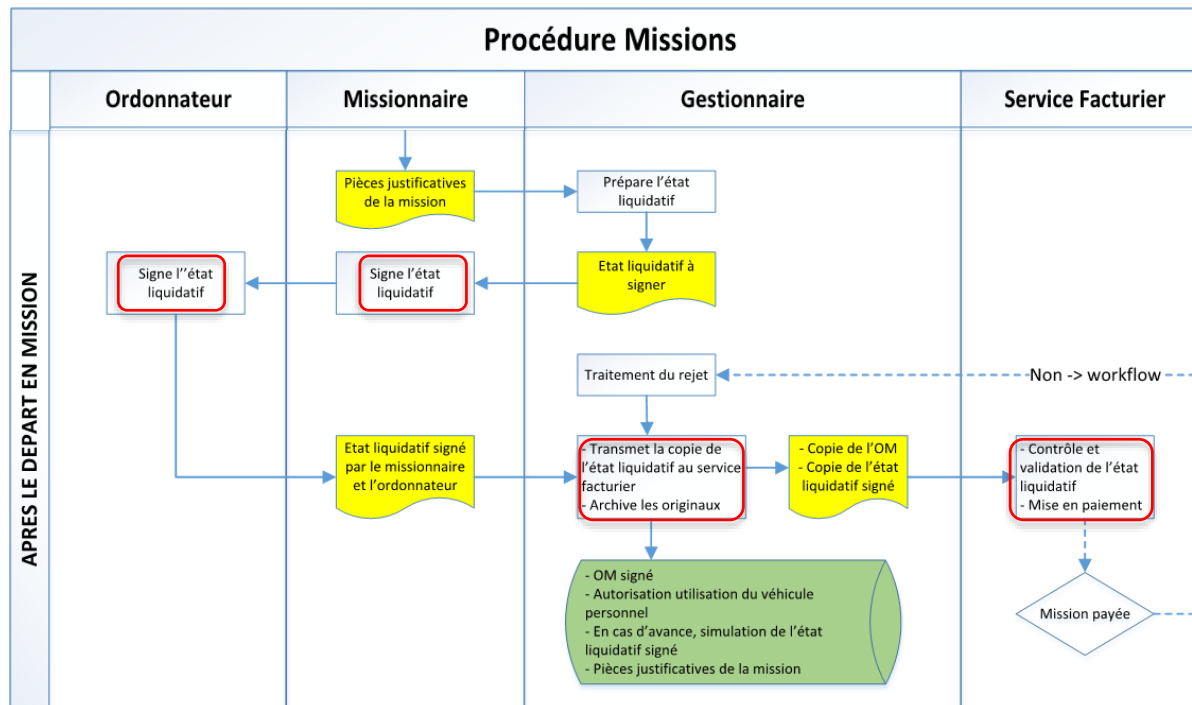 Procédure Missions
Ordonnateur
Missionnaire
Gestionnaire
Service Facturier
APRES LE DEPART EN MISSION
Pièces justificatives
de la mission
Prépare l'état
liquidatif
Signe l''état
liquidatif
Signe l'état
liquidatif
Etat liquidatif à
signer
Traitement du rejet
Non -> workflow
Etat liquidatif signé
par le missionnaire
et l'ordonnateur
- Transmet la copie de
l'état liquidatif au service
facturier
- Archive les originaux
- Copie de l'OM
- Copie de l'état
liquidatif signé
- Contrôle et
validation de l'état
liquidatif
- Mise en paiement
- OM signé
- Autorisation utilisation du véhicule
personnel
- En cas d'avance, simulation de l'état
liquidatif signé
- Pièces justificatives de la mission
Mission payée